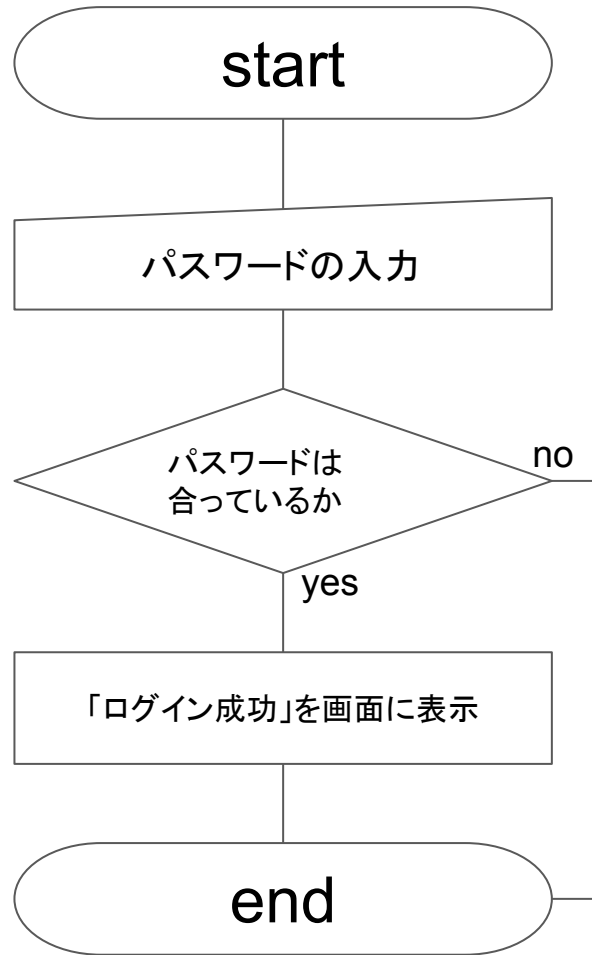 start
パスワードの入力
パスワードは
合っているか
no
yes
「ログイン成功」を画面に表示
end